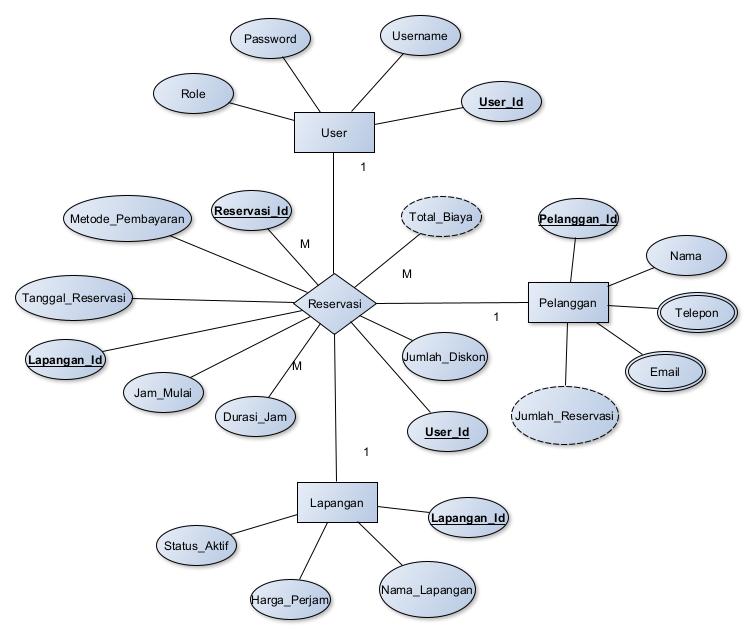 Username
Password
Role
User_Id
User
1
Reservasi_Id
Total_Biaya
Pelanggan_Id
Metode_Pembayaran
M
Nama
M
Tanggal_Reservasi
Reservasi
Pelanggan
Telepon
1
Lapangan_Id
Jumlah_Diskon
M
Email
Jam_Mulai
Durasi_Jam
Jumlah_Reservasi
User_Id
1
Lapangan
Lapangan_Id
Status_Aktif
Nama_Lapangan
Harga_Perjam